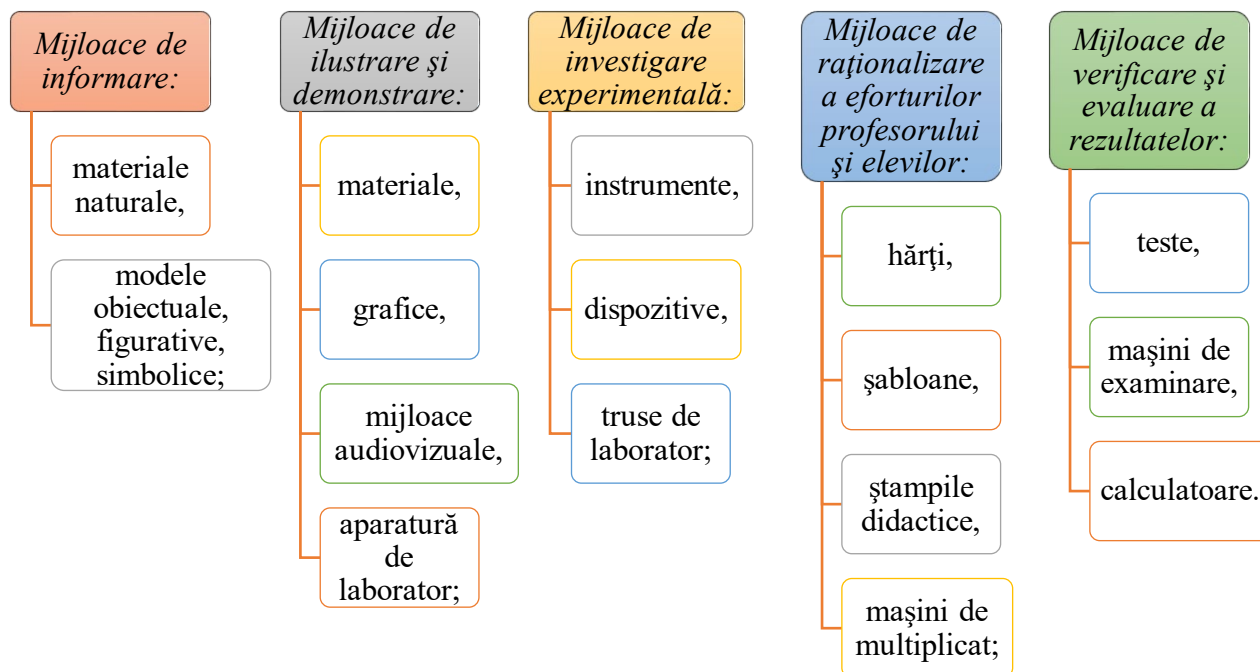 Mijloace de
informare:
materiale
naturale,
modele
obiectuale,
figurative,
simbolice;
Mijloace de
ilustrare şi
demonstrare:
materiale,
grafice,
mijloace
audiovizuale,
aparatură
de
laborator;
Mijloace de
investigare
experimentală:
instrumente,
dispozitive,
truse de
laborator;
Mijloace de
raţionalizare
a eforturilor
profesorului
şi elevilor:
hărţi,
şabloane,
ştampile
didactice,
maşini de
multiplicat;
Mijloace de
verificare şi
evaluare a
rezultatelor:
teste,
maşini de
examinare,
calculatoare.